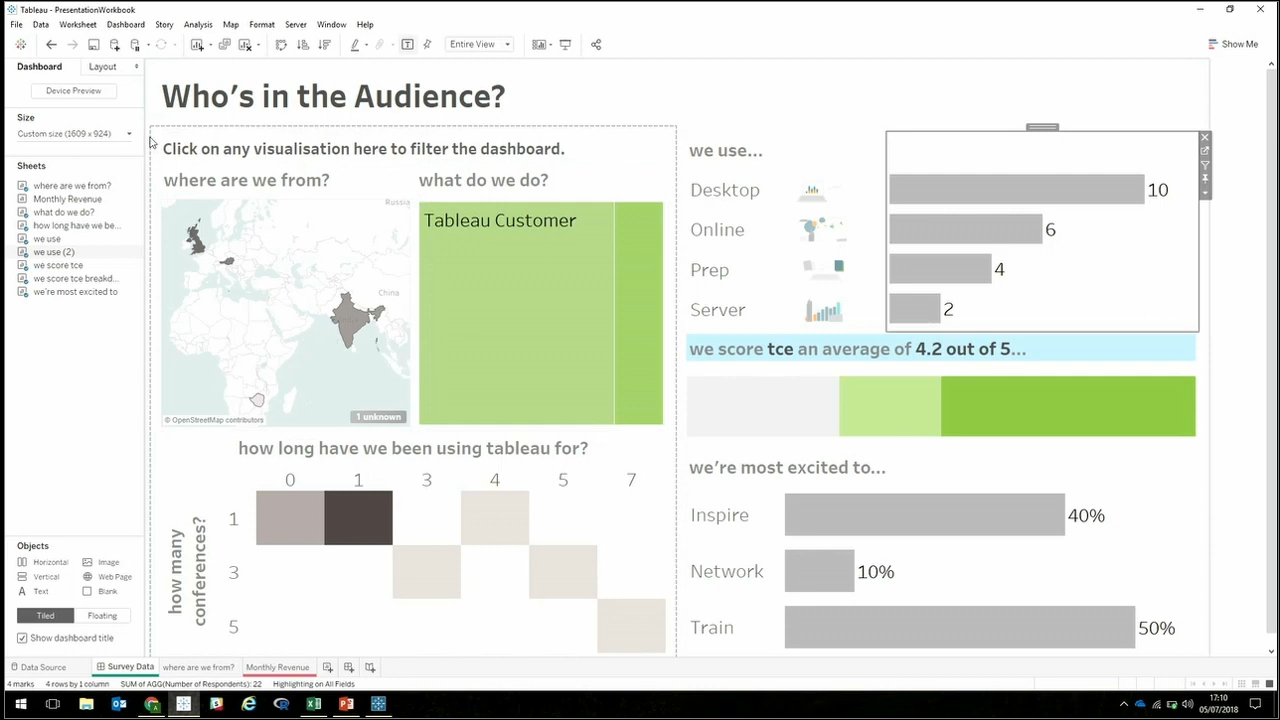 Tableau - PresentationWorkbook
File Data Worksheet Dashboard Story Analysis Map Format Server Window Help
Entire View
Show Me
Dashboard Layout
Device Preview
Size
Custom size (1609 x 924)
Sheets
where are we from?
Monthly Revenue
what do we do?
how long have we be...
we use
we use (2)
we score tce
we score tce breakd...
we're most excited to
Objects
Horizontal Image
Vertical Web Page
A Text Blank
Tiled Floating
Show dashboard title
Who's in the Audience?
Click on any visualisation here to filter the dashboard.
where are we from?
Russia
China
© OpenStreetMap contributors
1 unknown
what do we do?
Tableau Customer
how long have we been using tableau for?
0 1 3 4 5 7
how many
conferences?
1
3
5
we use...
Desktop 10
Online 6
Prep 4
Server 2
we score tce an average of 4.2 out of 5...
we're most excited to...
Inspire 40%
Network 10%
Train 50%
Data Source Survey Data where are we from? Monthly Revenue
4 marks 4 rows by 1 column SUM of AGG(Number of Respondents): 22 Highlighting on All Fields
17:10
05/07/2018